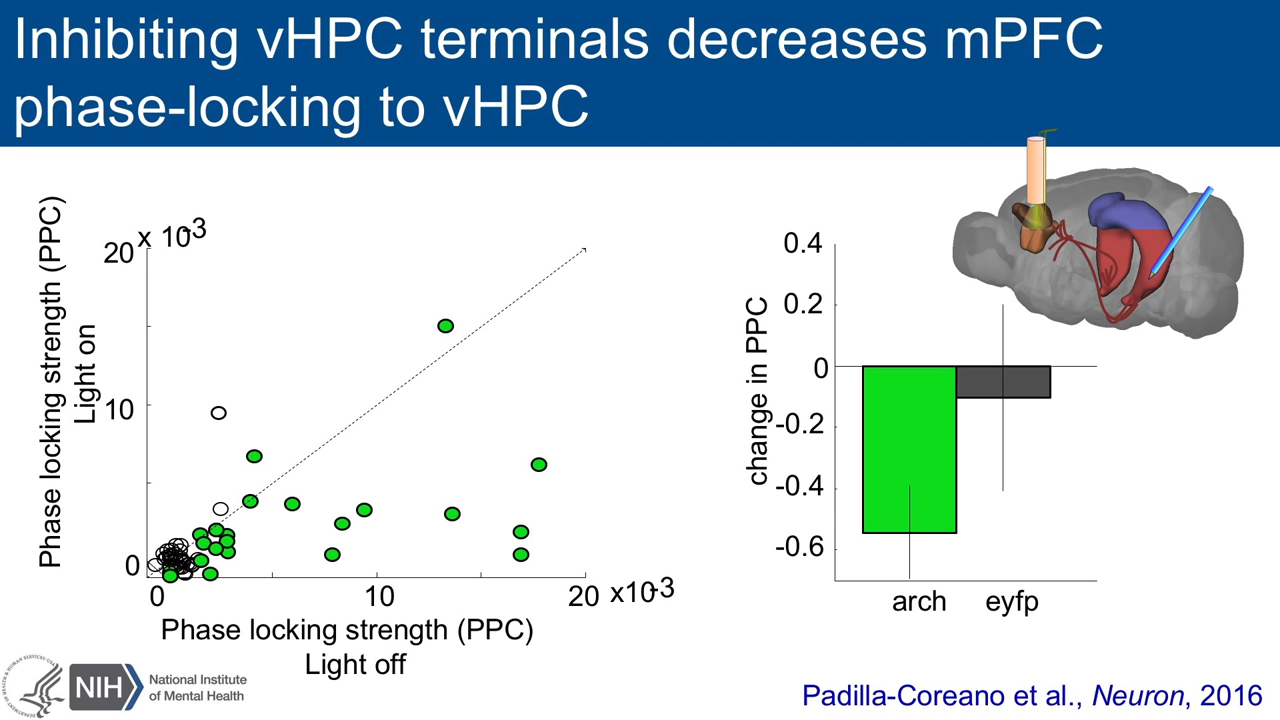 Inhibiting vHPC terminals decreases mPFC
phase-locking to vHPC
Phase locking strength (PPC)
Light on
x 10-3
20
10
0
0
10
20
x10-3
Phase locking strength (PPC)
Light off
change in PPC
0.4
0.2
0
-0.2
-0.4
-0.6
arch
eyfp
NIH
National Institute
of Mental Health
Padilla-Coreano et al., Neuron, 2016